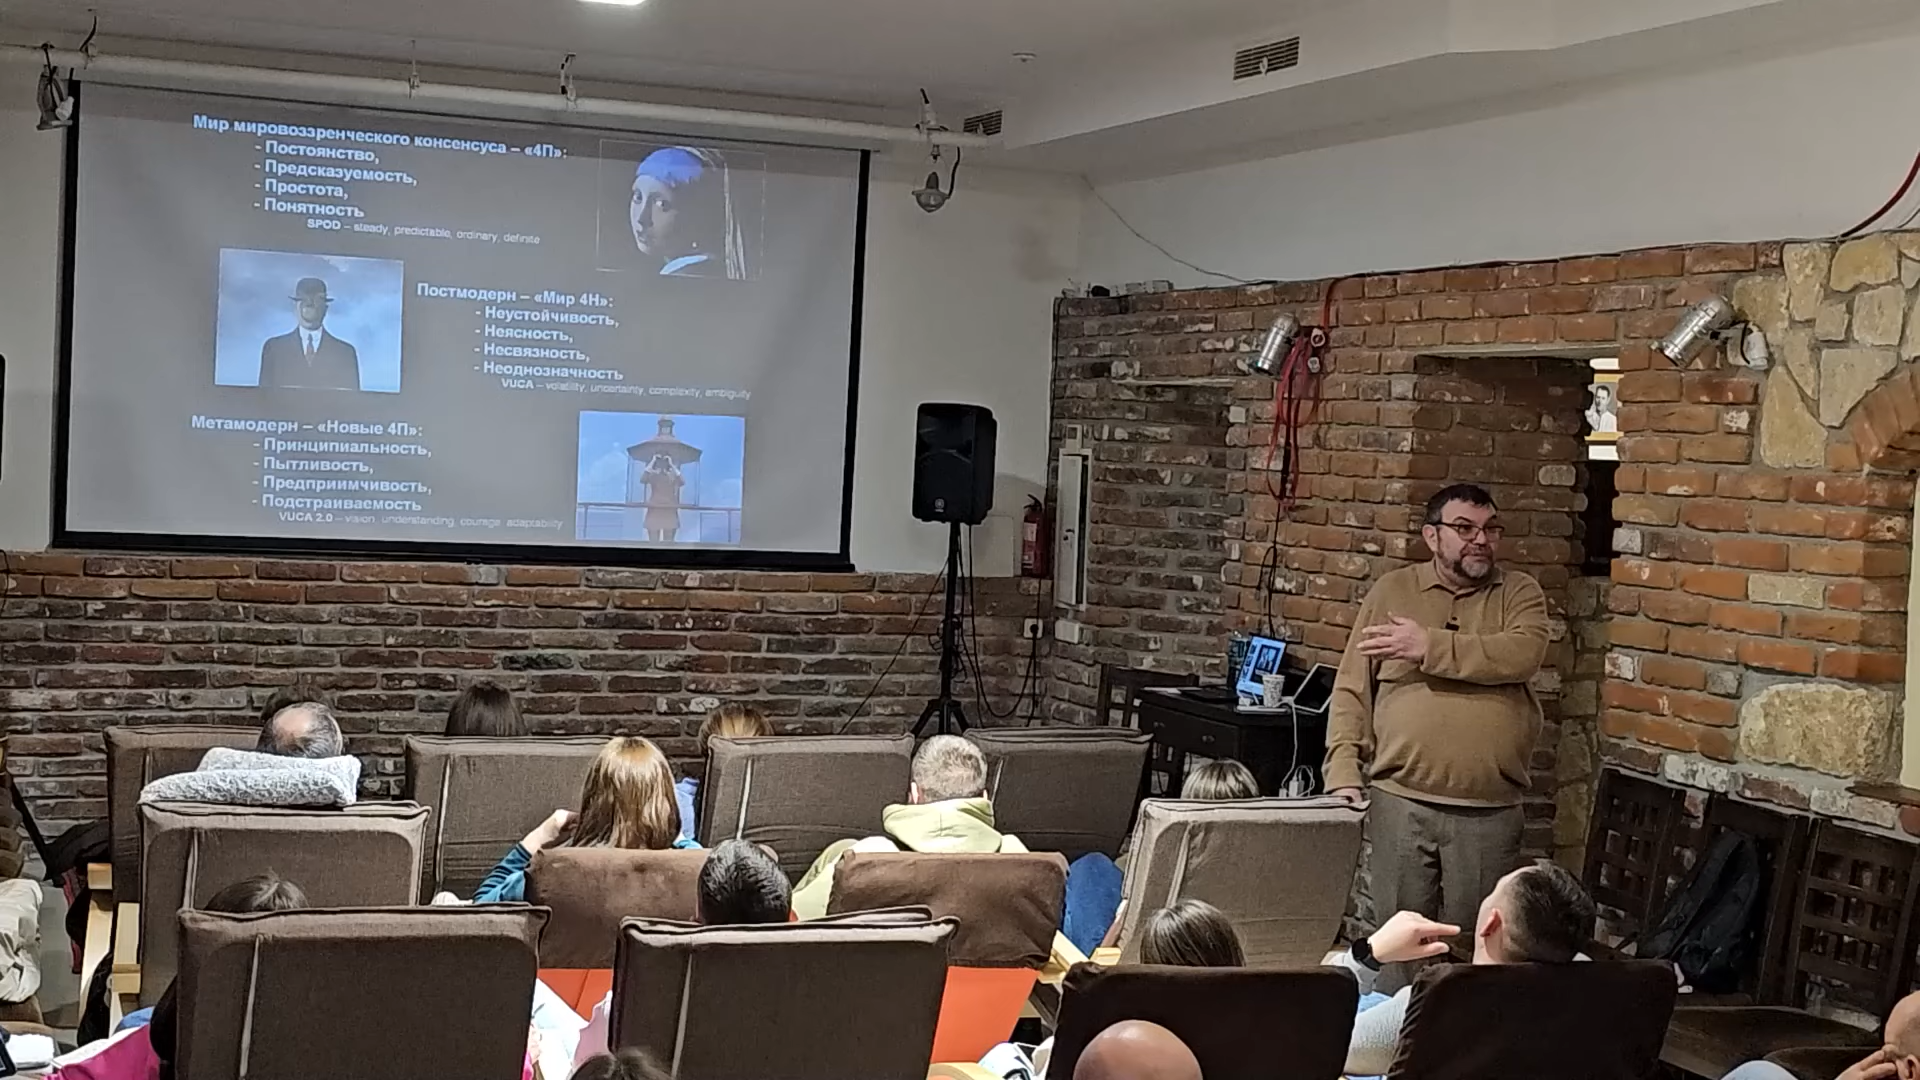 Мир мировоззренческого консенсуса – «4П»:
- Постоянство,
- Предсказуемость,
- Простота,
- Понятность
SPOD – steady, predictable, ordinary, definite
Постмодерн – «Мир 4Н»:
- Неустойчивость,
- Неясность,
- Несвязность,
- Неоднозначность
VUCA – volatility, uncertainty, complexity, ambiguity
Метамодерн – «Новые 4П»:
- Принципиальность,
- Пытливость,
- Предприимчивость,
- Подстраиваемость
VUCA 2.0 – vision, understanding, courage, adaptability